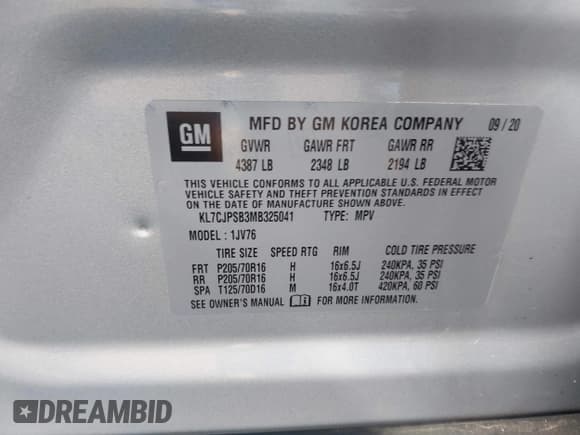 GM
MFD BY GM KOREA COMPANY 09/20
GVWR GAWR FRT GAWR RR
4387 LB 2348 LB 2194 LB
THIS VEHICLE CONFORMS TO ALL APPLICABLE U.S. FEDERAL MOTOR
VEHICLE SAFETY AND THEFT PREVENTION STANDARDS IN EFFECT
ON THE DATE OF MANUFACTURE SHOWN ABOVE.
KL7CJPSB3MB325041 TYPE: MPV
MODEL: 1JV76
TIRE SIZE SPEED RTG RIM COLD TIRE PRESSURE
FRT P205/70R16 H 16x6.5J 240KPA, 35 PSI
RR P205/70R16 H 16x6.5J 240KPA, 35 PSI
SPA T125/70D16 M 16x4.0T 420KPA, 60 PSI
SEE OWNER'S MANUAL FOR MORE INFORMATION.
DREAMBID